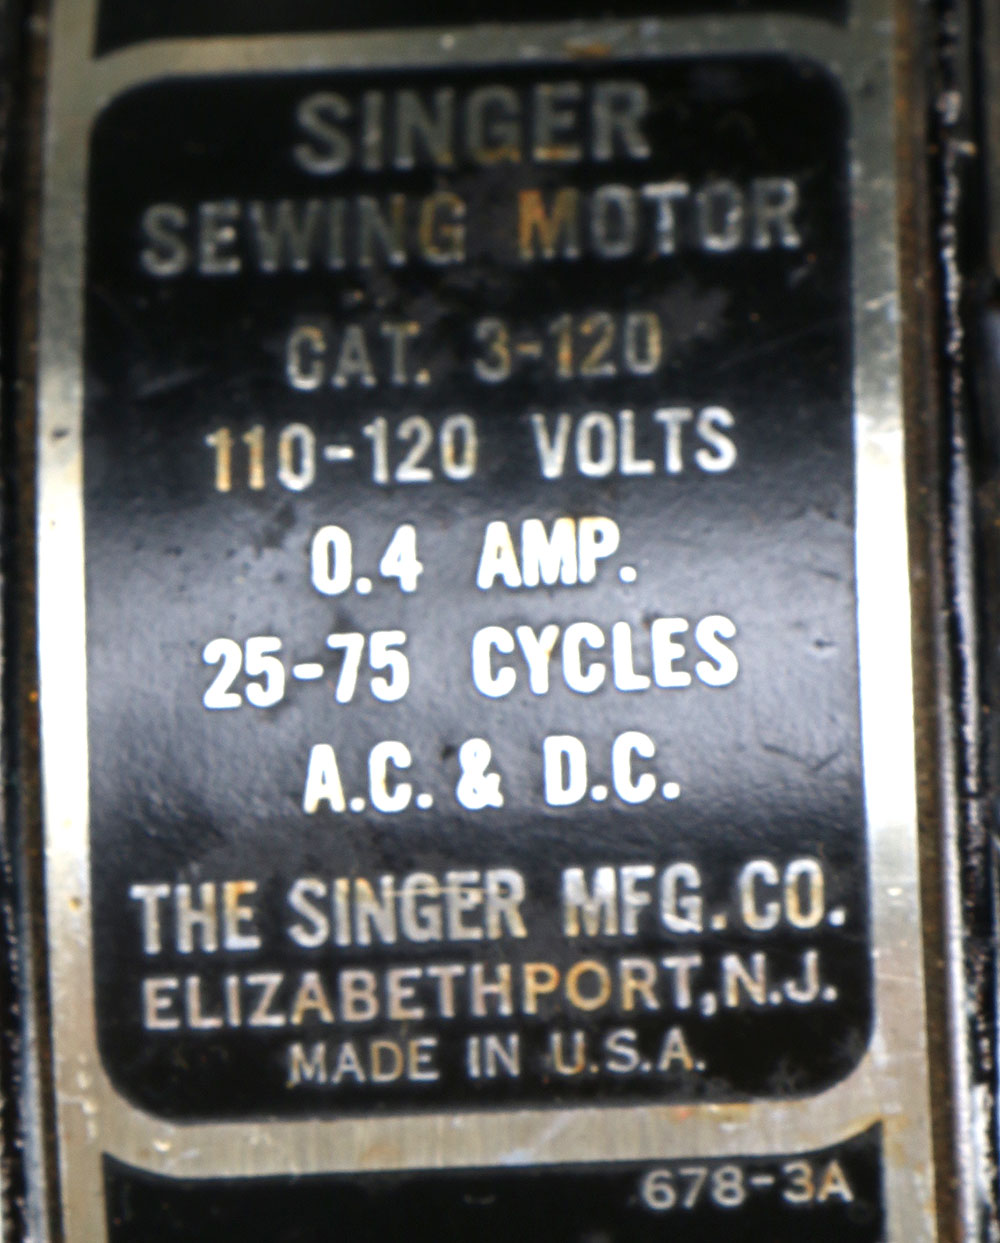 SINGER
SEWING MOTOR
CAT. 3-120
110-120 VOLTS
0.4 AMP.
25-75 CYCLES
A.C. & D.C.
THE SINGER MFG.CO.
ELIZABETHPORT,N.J.
MADE IN U.S.A.
678-3A